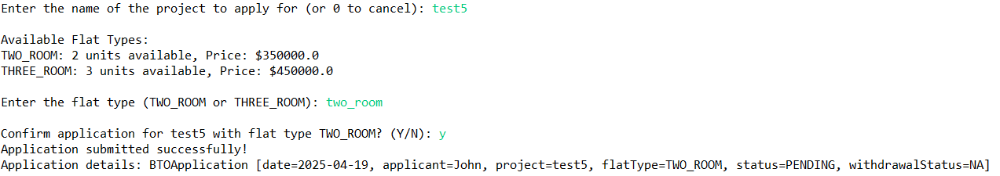 Enter the name of the project to apply for (or 0 to cancel): test5
Available Flat Types:
TWO_ROOM: 2 units available, Price: $350000.0
THREE_ROOM: 3 units available, Price: $450000.0
Enter the flat type (TWO_ROOM or THREE_ROOM): two_room
Confirm application for test5 with flat type TWO_ROOM? (Y/N): y
Application submitted successfully!
Application details: BTOApplication [date=2025-04-19, applicant=John, project=test5, flatType=TWO_ROOM, status=PENDING, withdrawalStatus=NA]